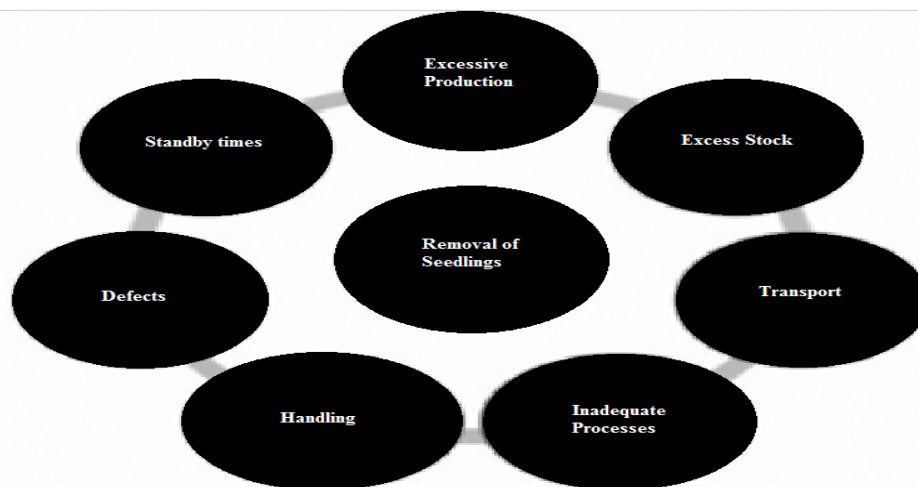 Excessive
Production
Standby times
Excess Stock
Removal of
Seedlings
Defects
Transport
Handling
Inadequate
Processes